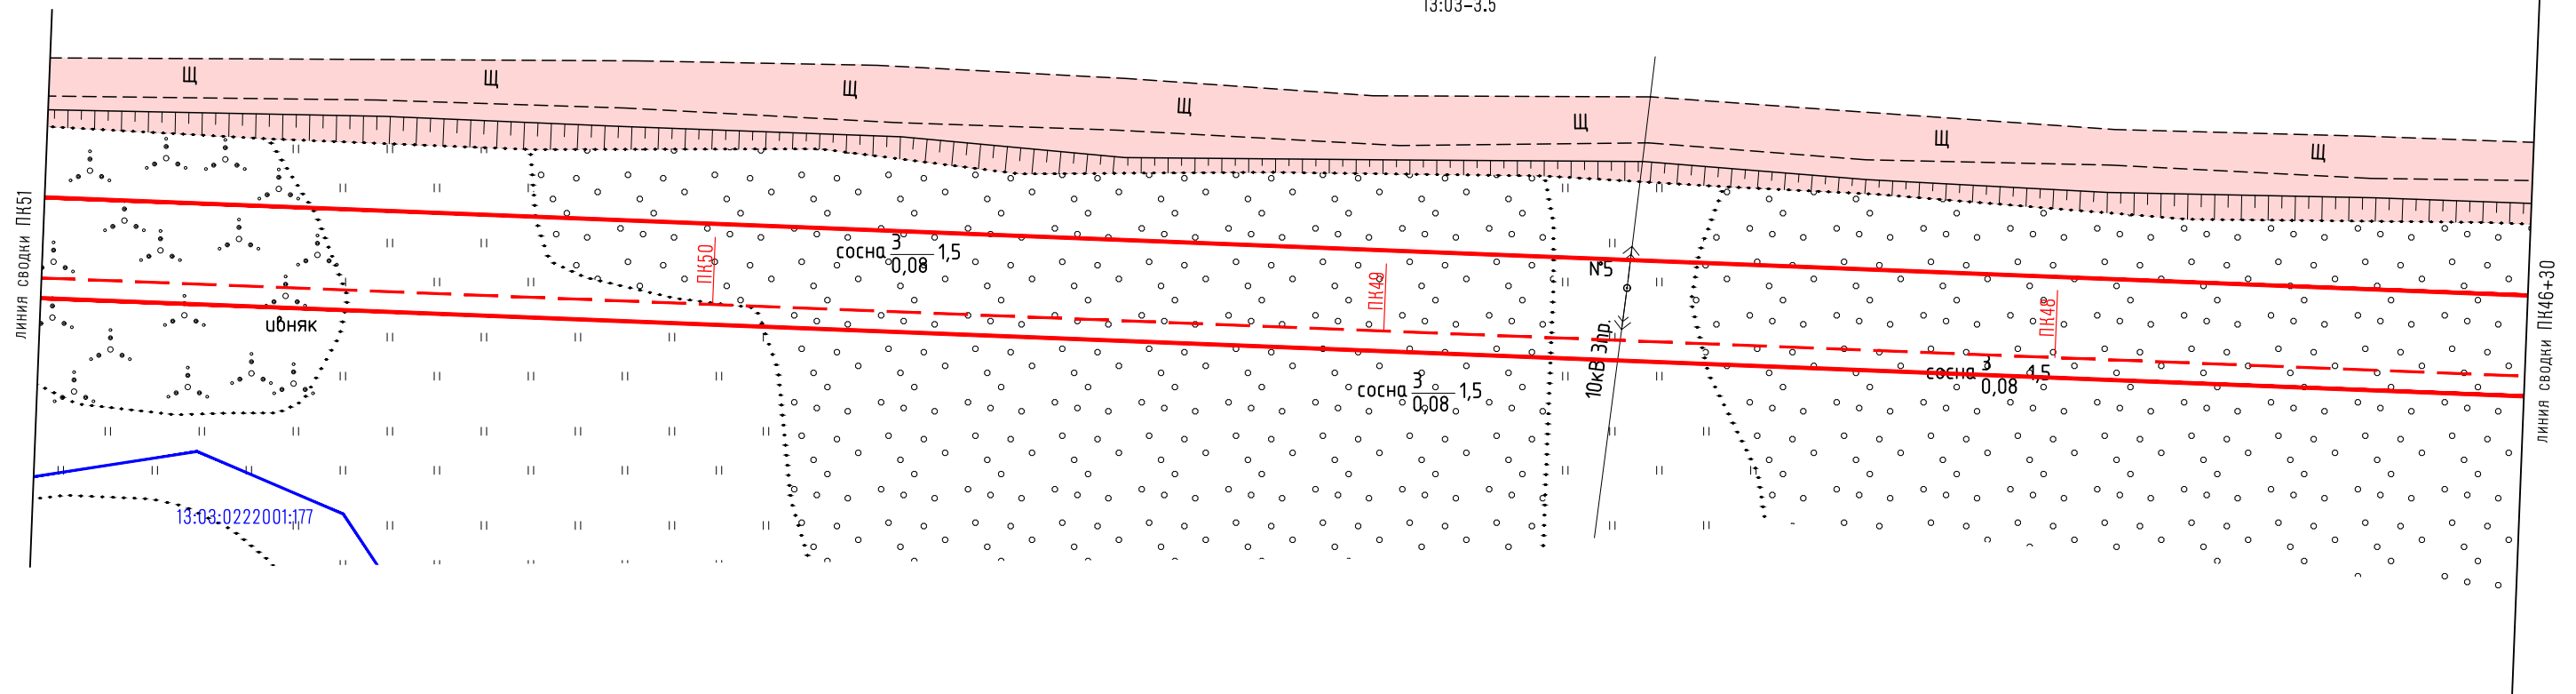 13:03-3.5
Щ Щ Щ Щ Щ Щ Щ
линия сводки ПК51
ПК50
сосна 3/0,08 1,5
ПК49
№5
10кВ 3пр.
ПК48
ивняк
сосна 3/0,08 1,5
сосна 3/0,08 1,5
линия сводки ПК46+30
13:03:0222001:177